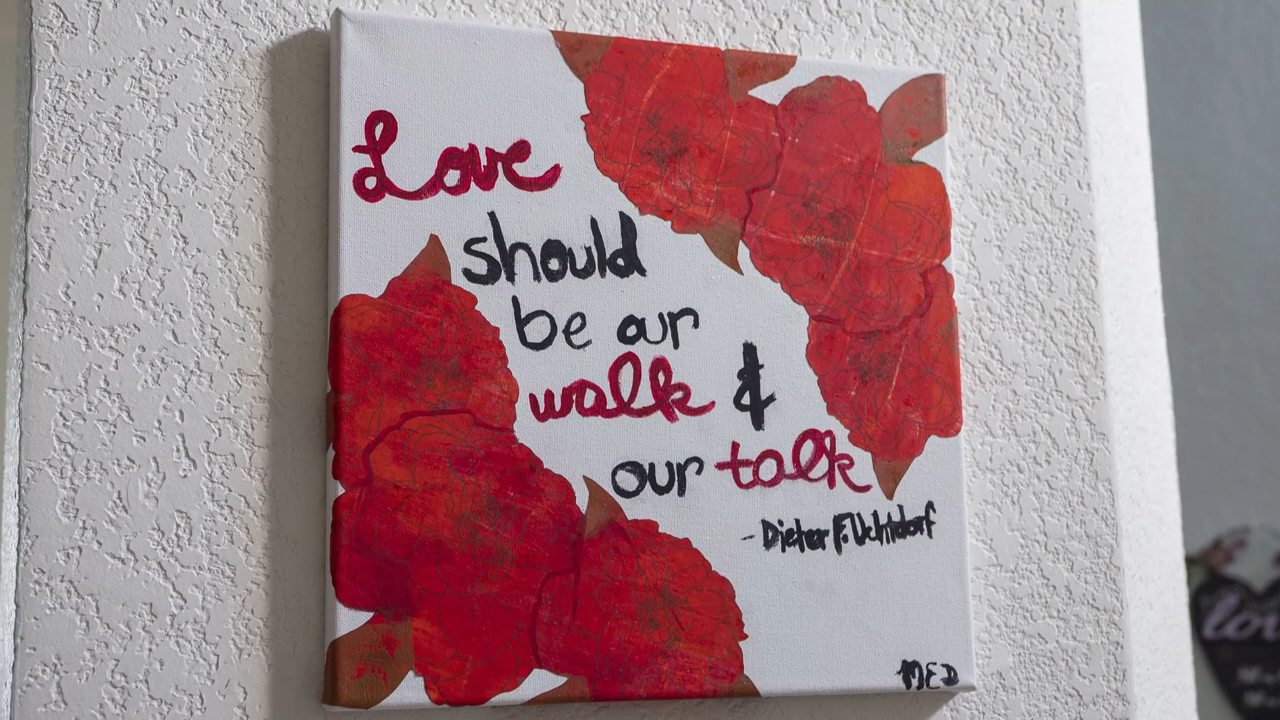 Love
should
be our
walk &
our talk
- Dieter F. Uchtdorf
MED